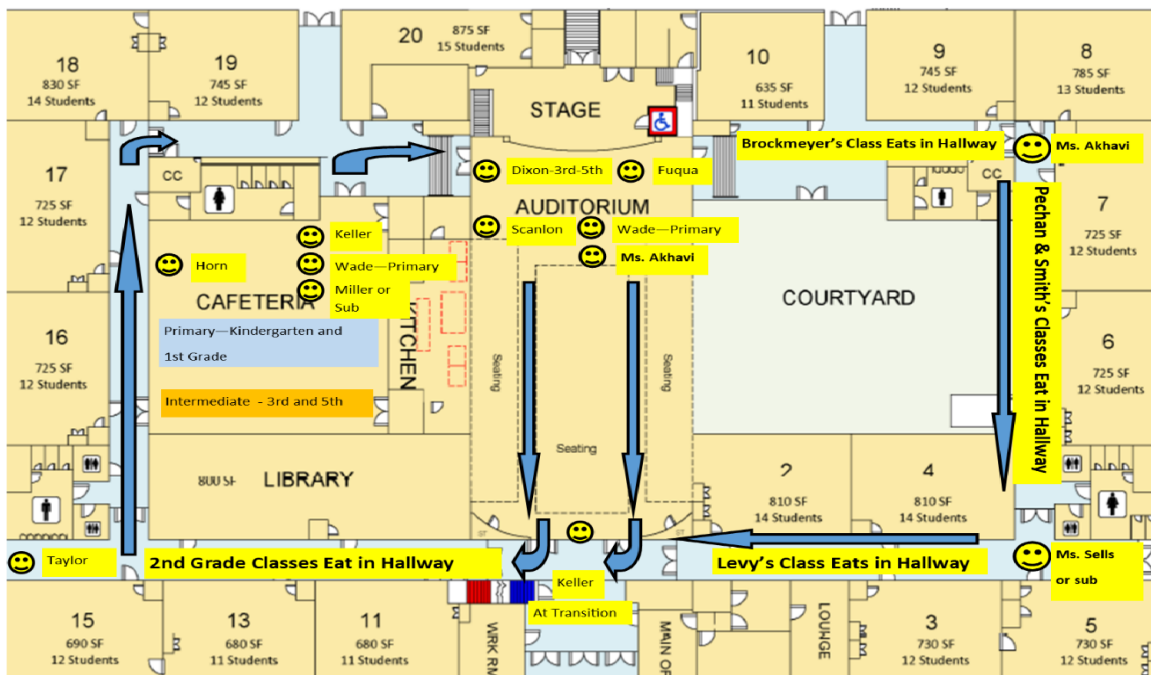 18
830 SF
14 Students
19
745 SF
12 Students
20
875 SF
15 Students
10
635 SF
11 Students
9
745 SF
12 Students
8
785 SF
13 Students
STAGE
Brockmeyer's Class Eats in Hallway
Ms. Akhavi
17
725 SF
12 Students
CC
Dixon-3rd-5th
Fuqua
AUDITORIUM
Scanlon
Wade—Primary
Ms. Akhavi
CC
Pechan & Smith's Classes Eat in Hallway
7
725 SF
12 Students
Keller
Horn
Wade—Primary
Miller or
Sub
CAFETERIA
KITCHEN
COURTYARD
Primary—Kindergarten and
1st Grade
Intermediate - 3rd and 5th
16
725 SF
12 Students
6
725 SF
12 Students
Seating
Seating
Seating
800 SF
LIBRARY
2
810 SF
14 Students
4
810 SF
14 Students
Taylor
2nd Grade Classes Eat in Hallway
Levy's Class Eats in Hallway
Ms. Sells
or sub
Keller
At Transition
15
690 SF
12 Students
13
680 SF
11 Students
11
680 SF
11 Students
WRK RM
MAIN OF
LOUHGE
3
730 SF
12 Students
5
730 SF
12 Students